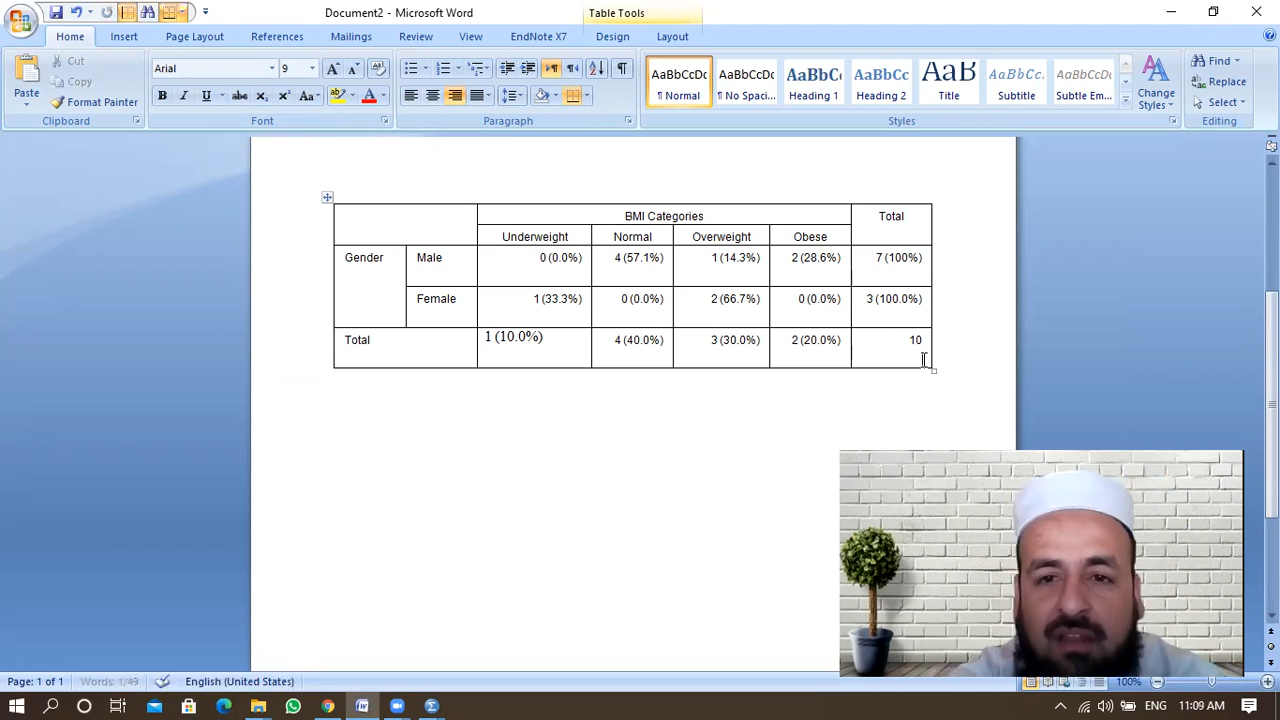 Document2 - Microsoft Word
Table Tools
Home Insert Page Layout References Mailings Review View EndNote X7 Design Layout
Paste
Cut
Copy
Format Painter
Clipboard
Arial 9
Font
Paragraph
AaBbCcDc AaBbCcDc AaBbC AaBbCc AaB AaBbCc. AaBbCcDc
¶ Normal ¶ No Spaci... Heading 1 Heading 2 Title Subtitle Subtle Em...
Change Styles
Styles
Find
Replace
Select
Editing
BMI Categories Total
Underweight Normal Overweight Obese
Gender Male 0 (0.0%) 4 (57.1%) 1 (14.3%) 2 (28.6%) 7 (100%)
Female 1 (33.3%) 0 (0.0%) 2 (66.7%) 0 (0.0%) 3 (100.0%)
Total 1 (10.0%) 4 (40.0%) 3 (30.0%) 2 (20.0%) 10
Page: 1 of 1 Words: 1/49 English (United States) 100%
ENG 11:09 AM